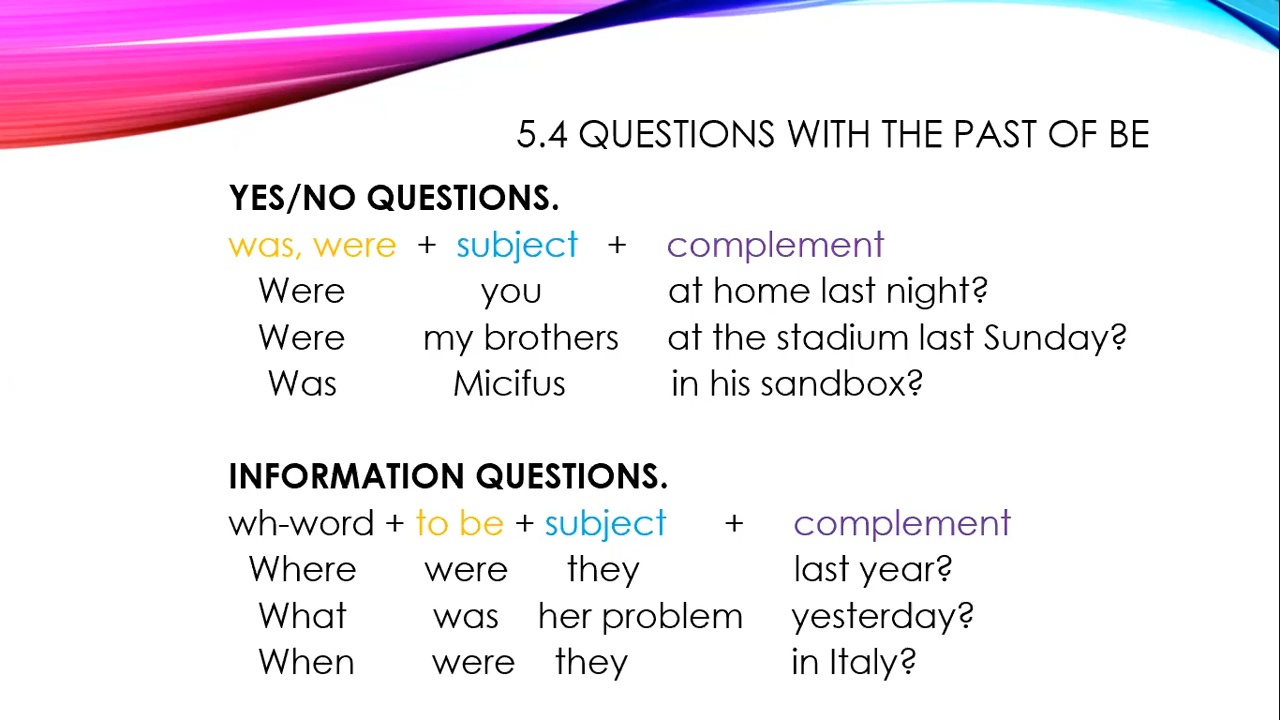 5.4 QUESTIONS WITH THE PAST OF BE
YES/NO QUESTIONS.
was, were + subject + complement
Were you at home last night?
Were my brothers at the stadium last Sunday?
Was Micifus in his sandbox?
INFORMATION QUESTIONS.
wh-word + to be + subject + complement
Where were they last year?
What was her problem yesterday?
When were they in Italy?